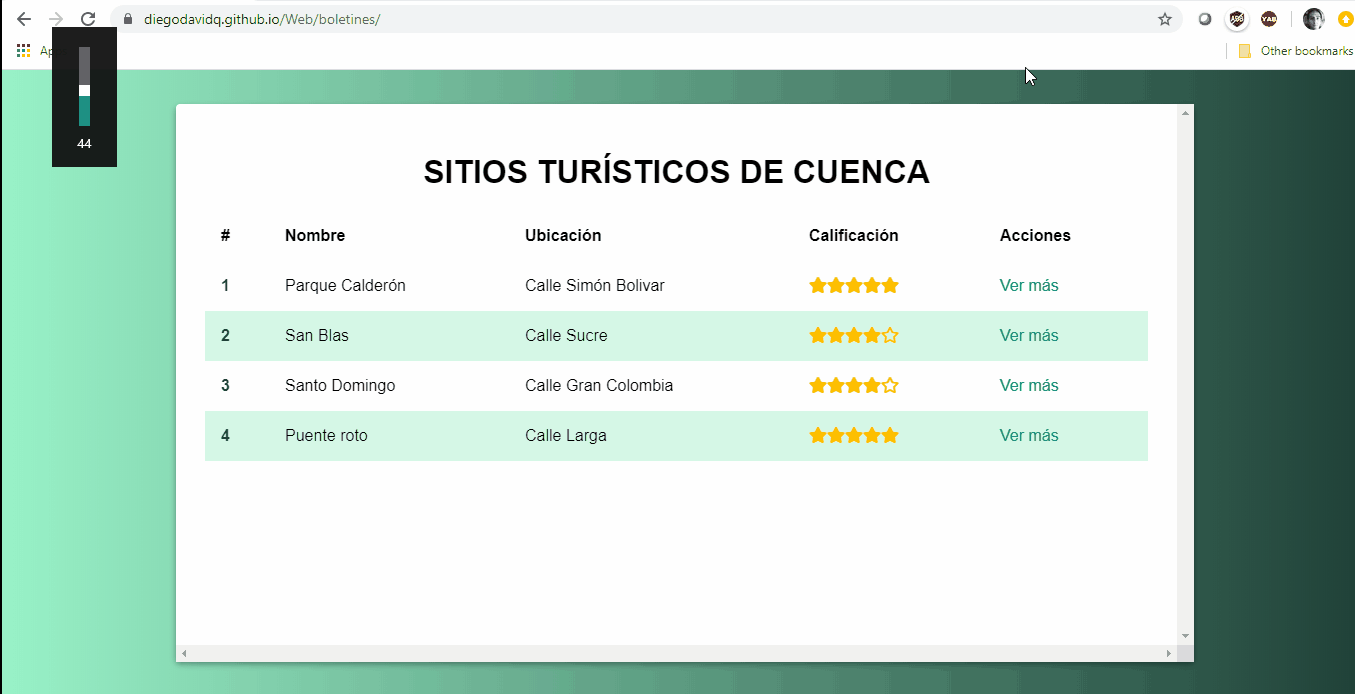 diegodavidq.github.io/Web/boletines/
Other bookmarks
44
SITIOS TURÍSTICOS DE CUENCA
# Nombre Ubicación Calificación Acciones
1 Parque Calderón Calle Simón Bolivar Ver más
2 San Blas Calle Sucre Ver más
3 Santo Domingo Calle Gran Colombia Ver más
4 Puente roto Calle Larga Ver más